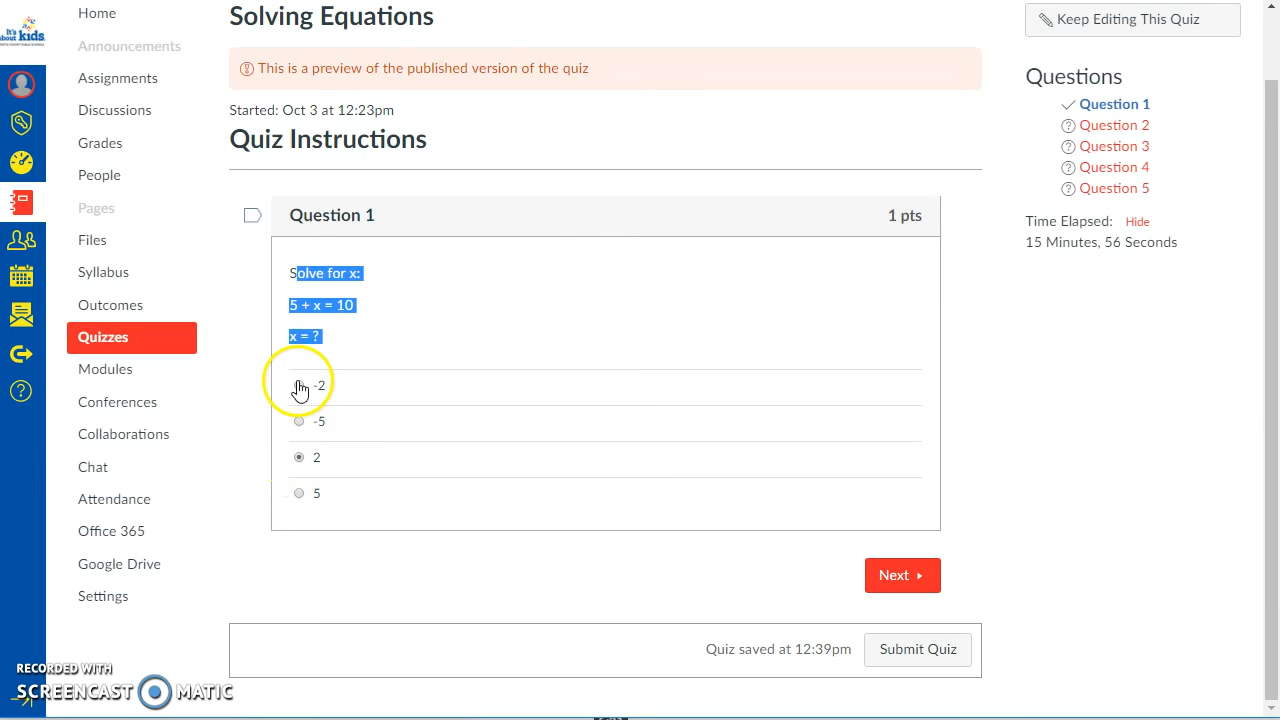 It's
about kids
Home
Announcements
Assignments
Discussions
Grades
People
Pages
Files
Syllabus
Outcomes
Quizzes
Modules
Conferences
Collaborations
Chat
Attendance
Office 365
Google Drive
Settings
Solving Equations
This is a preview of the published version of the quiz
Started: Oct 3 at 12:23pm
Quiz Instructions
Question 1 1 pts
Solve for x:
5 + x = 10
x = ?
-2
-5
2
5
Next
Quiz saved at 12:39pm Submit Quiz
Keep Editing This Quiz
Questions
Question 1
Question 2
Question 3
Question 4
Question 5
Time Elapsed: Hide
15 Minutes, 56 Seconds
RECORDED WITH
SCREENCAST MATIC